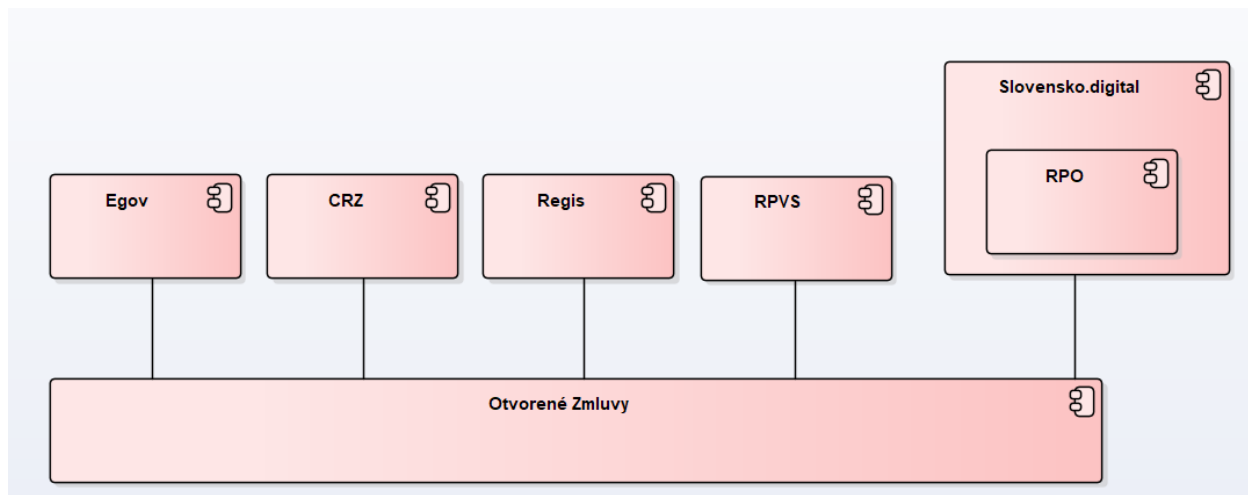 Slovensko.digital
RPO
Egov
CRZ
Regis
RPVS
Otvorené Zmluvy